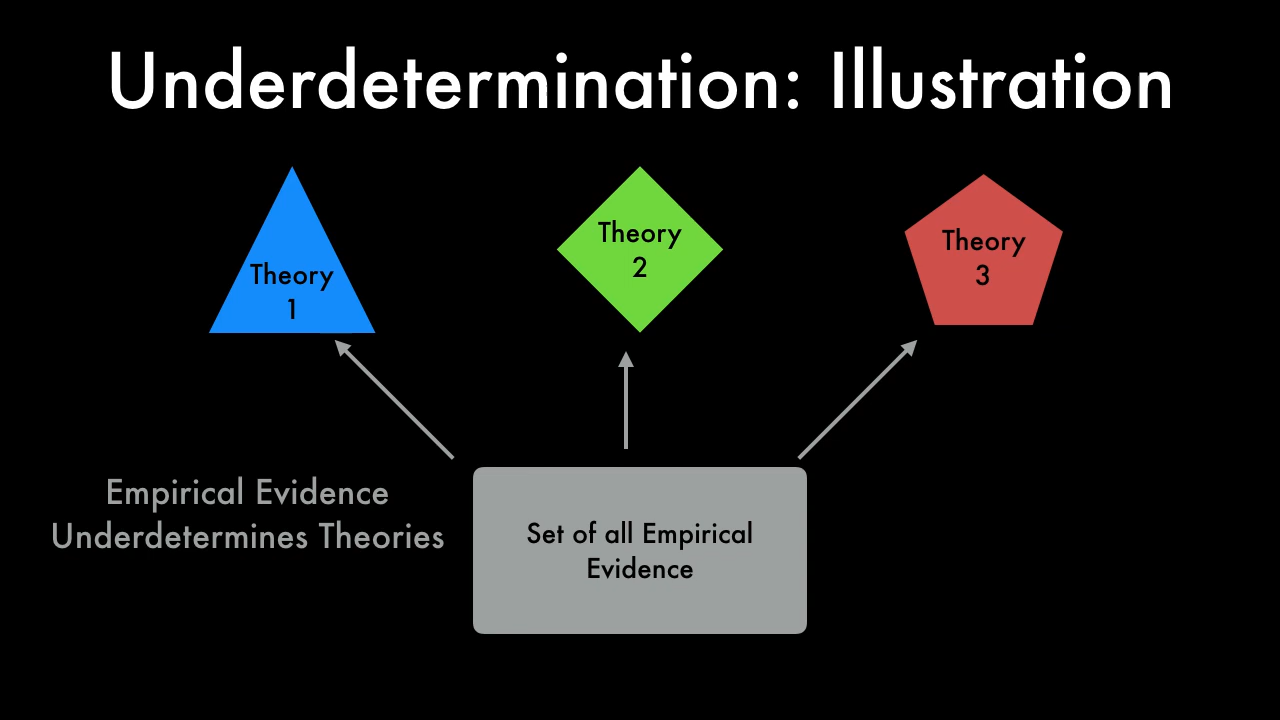 Underdetermination: Illustration
Theory
1
Theory
2
Theory
3
Empirical Evidence
Underdetermines Theories
Set of all Empirical
Evidence